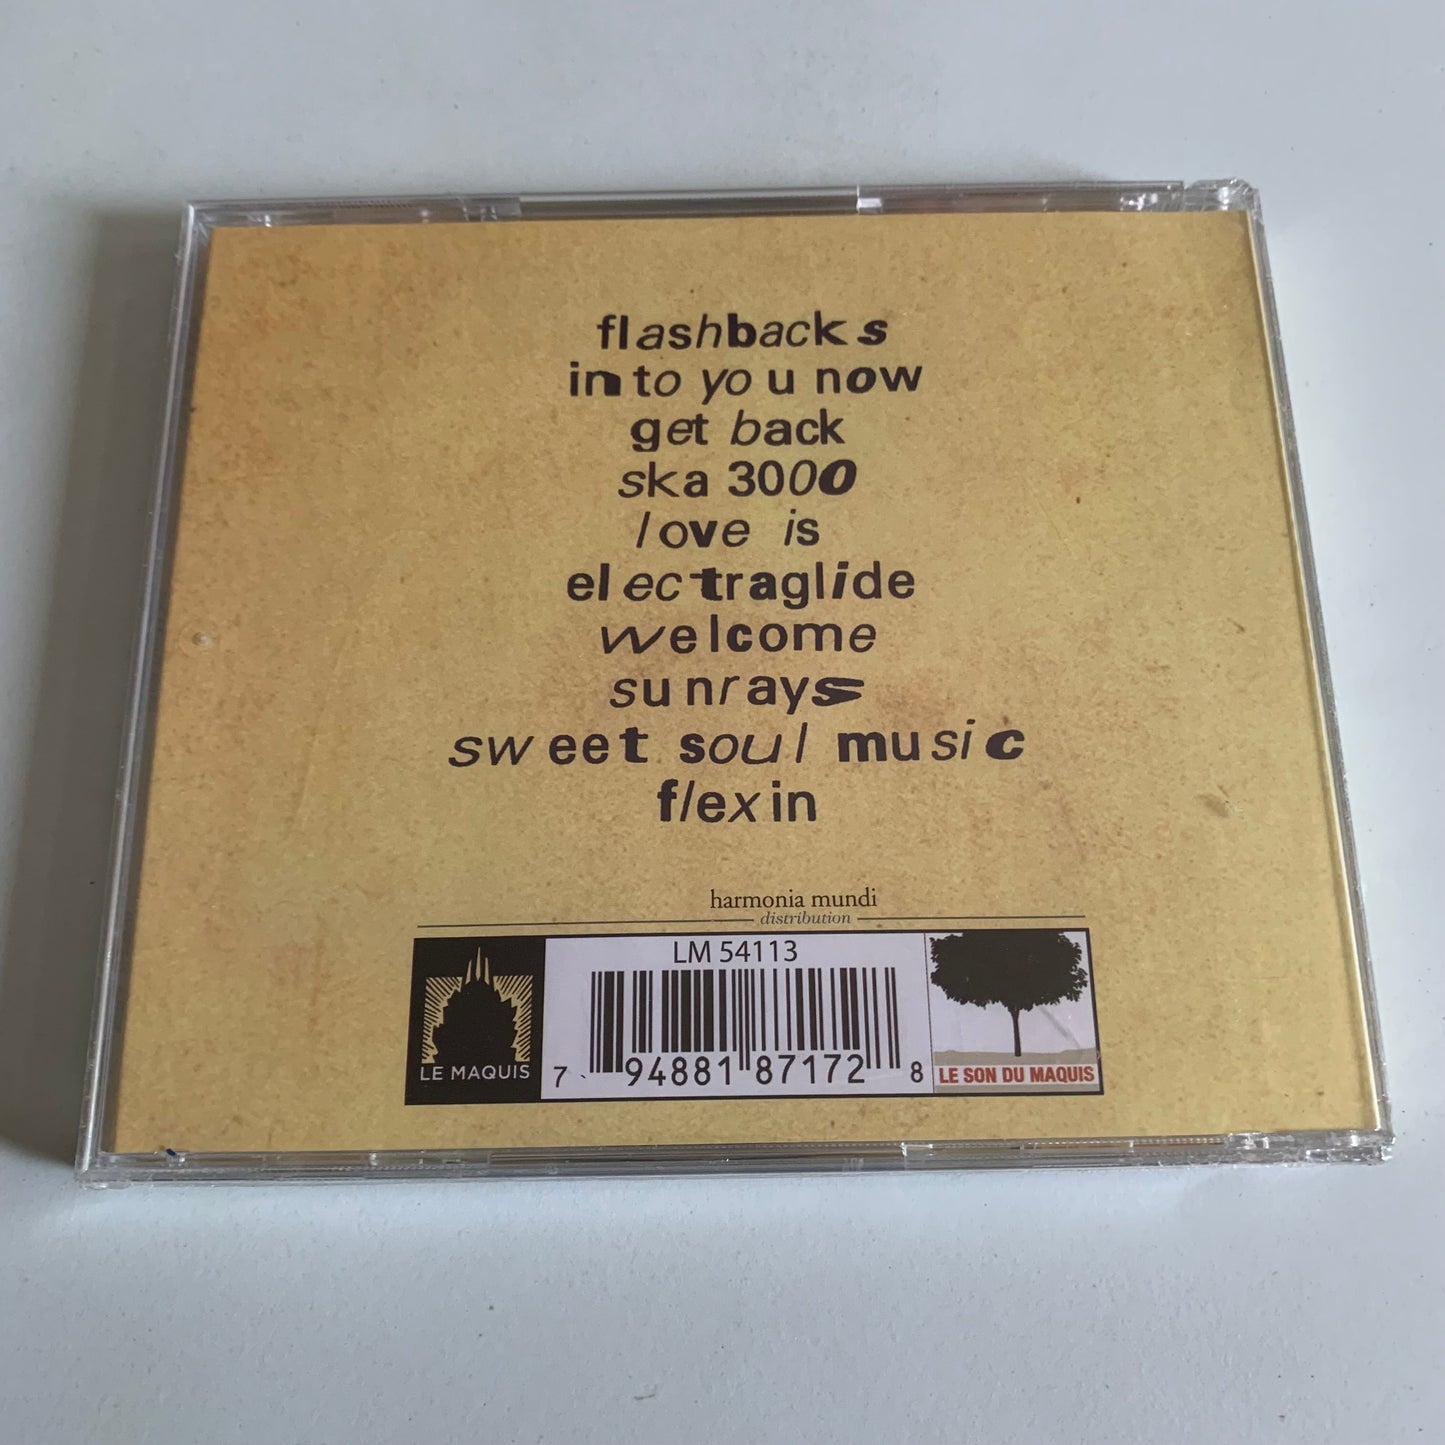 flashbacks
into you now
get back
ska 3000
love is
electraglide
welcome
sunrays
sweet soul music
flexin
harmonia mundi
distribution
LM 54113
LE MAQUIS
7 94881 87172 8
LE SON DU MAQUIS